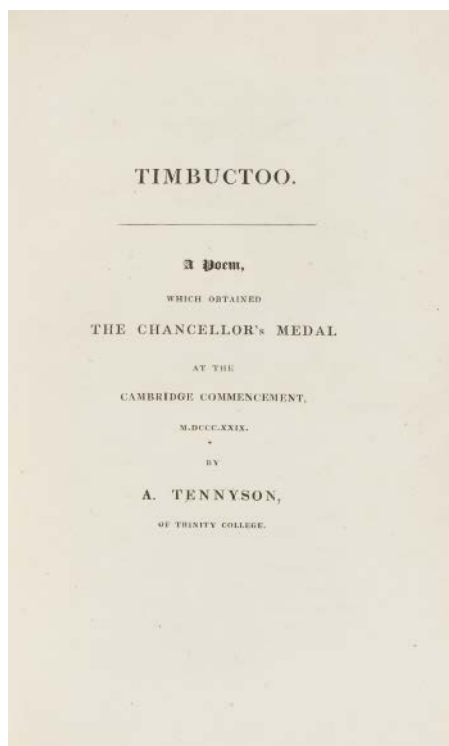 TIMBUCTOO.
A Poem,
WHICH OBTAINED
THE CHANCELLOR's MEDAL
AT THE
CAMBRIDGE COMMENCEMENT,
M.DCCC.XXIX.
BY
A. TENNYSON,
OF TRINITY COLLEGE.